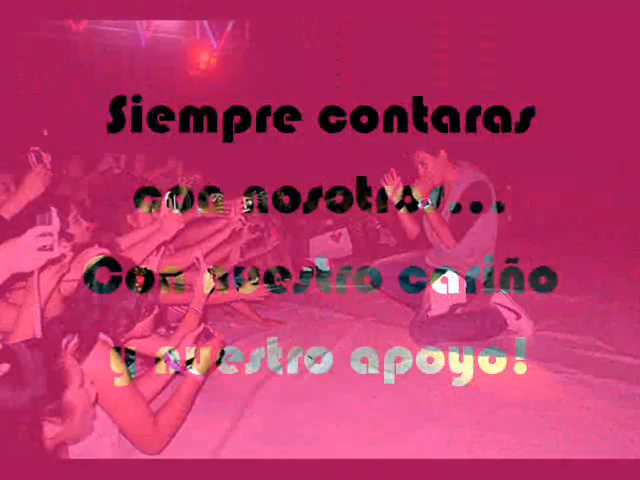 Siempre contaras
con nosotros...
Con nuestro cariño
y nuestro apoyo!